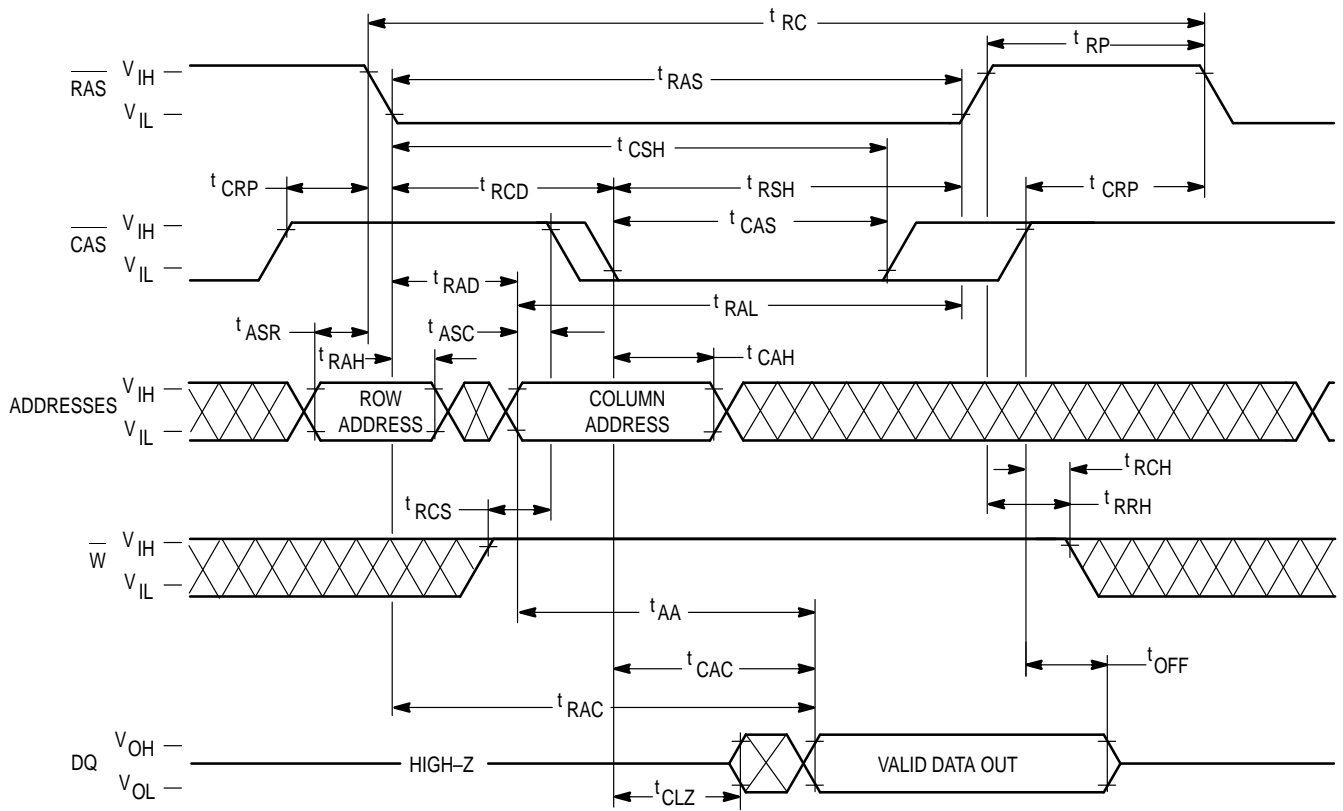 t RC
t RP
RAS V IH
t RAS
V IL
t CSH
t CRP t RCD t RSH t CRP
CAS V IH
t CAS
V IL
t RAD
t RAL
t ASR t ASC
t RAH t CAH
ADDRESSES V IH
ROW ADDRESS
COLUMN ADDRESS
V IL
t RCH
t RCS t RRH
W V IH
V IL
t AA
t CAC t OFF
t RAC
DQ V OH
HIGH–Z VALID DATA OUT
V OL
t CLZ